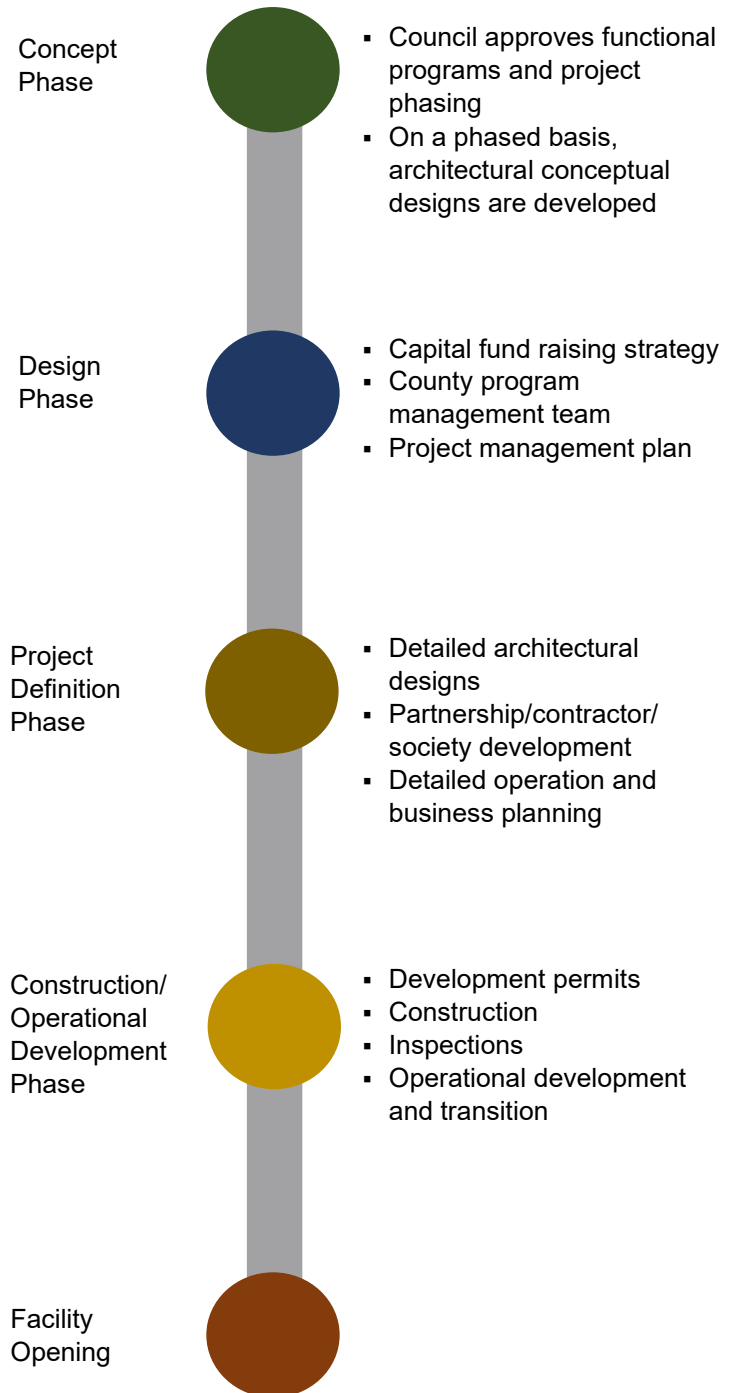 Concept
Phase
▪ Council approves functional
programs and project
phasing
▪ On a phased basis,
architectural conceptual
designs are developed
Design
Phase
▪ Capital fund raising strategy
▪ County program
management team
▪ Project management plan
Project
Definition
Phase
▪ Detailed architectural
designs
▪ Partnership/contractor/
society development
▪ Detailed operation and
business planning
Construction/
Operational
Development
Phase
▪ Development permits
▪ Construction
▪ Inspections
▪ Operational development
and transition
Facility
Opening